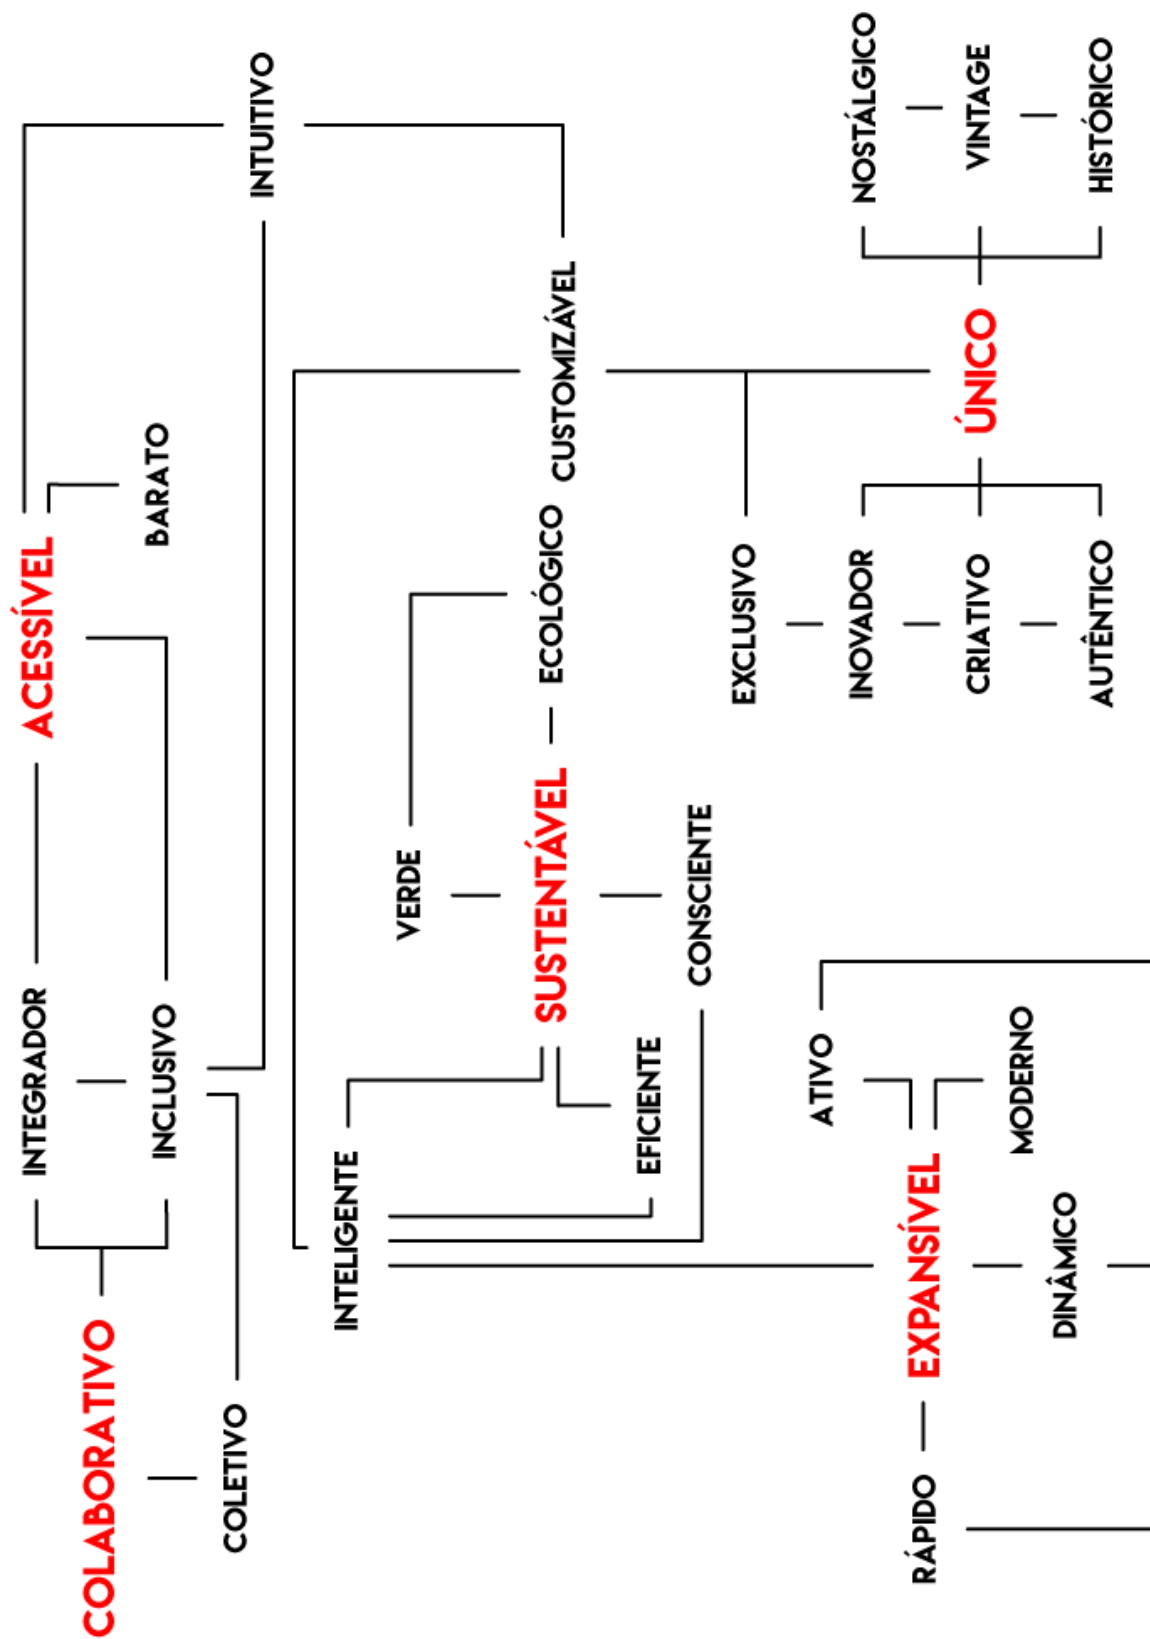 COLABORATIVO
INTEGRADOR
ACESSÍVEL
INCLUSIVO
BARATO
COLETIVO
INTUITIVO
INTELIGENTE
VERDE
SUSTENTÁVEL
ECOLÓGICO
CUSTOMIZÁVEL
EFICIENTE
CONSCIENTE
EXCLUSIVO
ATIVO
INOVADOR
NOSTÁLGICO
RÁPIDO
EXPANSÍVEL
CRIATIVO
ÚNICO
VINTAGE
MODERNO
DINÂMICO
AUTÊNTICO
HISTÓRICO